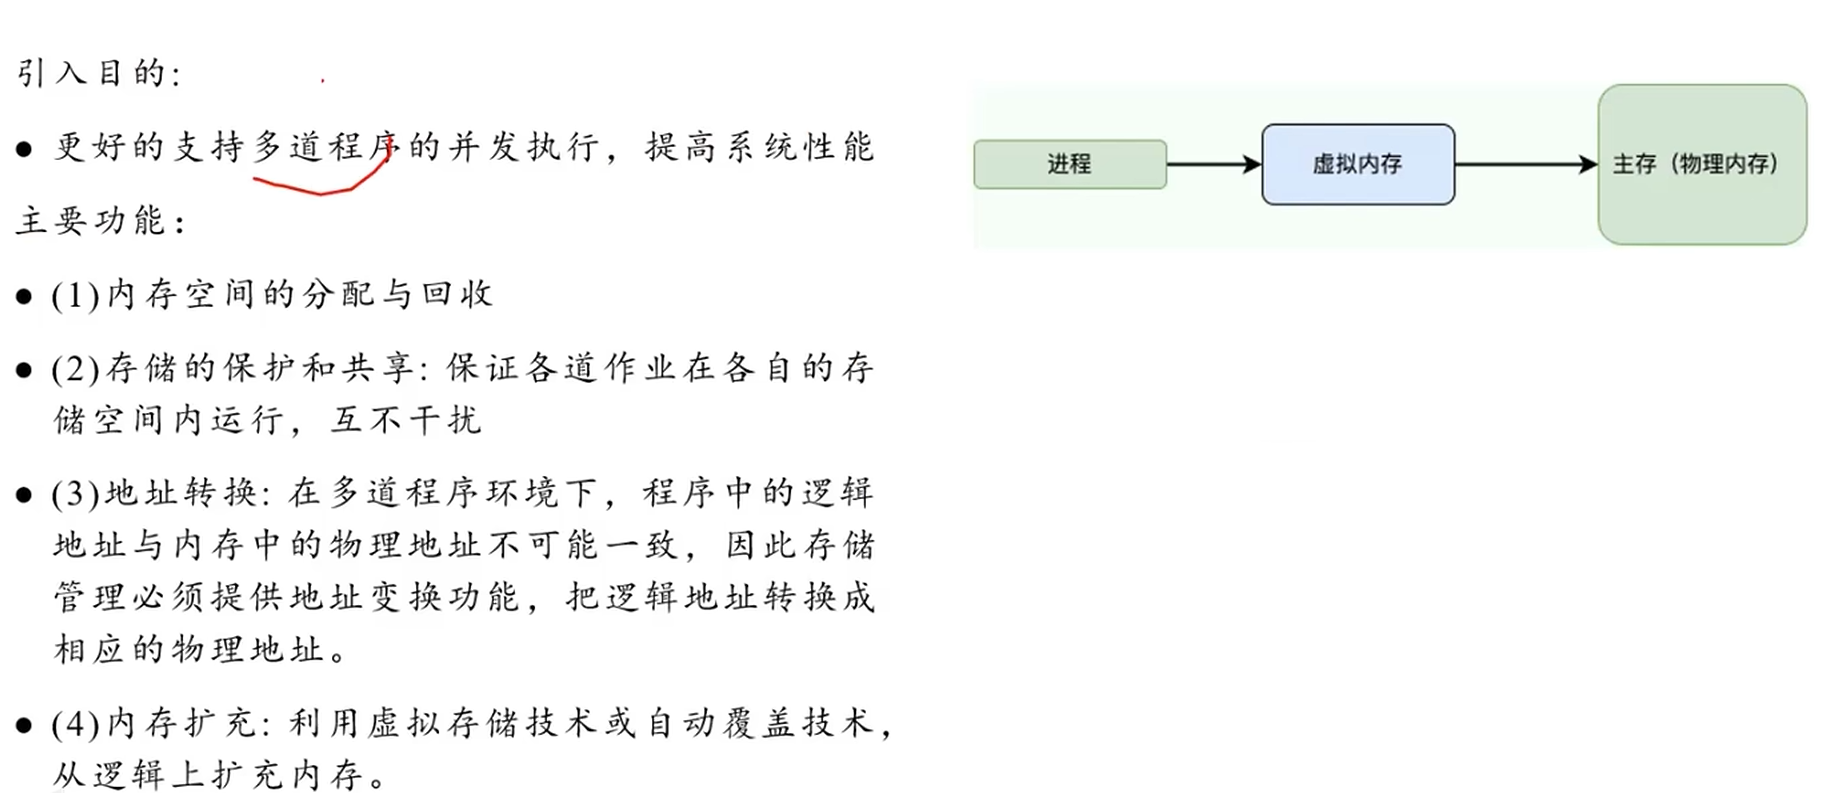 引入目的:
● 更好的支持多道程序的并发执行，提高系统性能
主要功能：
● (1)内存空间的分配与回收
● (2)存储的保护和共享: 保证各道作业在各自的存
储空间内运行，互不干扰
● (3)地址转换: 在多道程序环境下，程序中的逻辑
地址与内存中的物理地址不可能一致，因此存储
管理必须提供地址变换功能，把逻辑地址转换成
相应的物理地址。
● (4)内存扩充: 利用虚拟存储技术或自动覆盖技术，
从逻辑上扩充内存。
进程
虚拟内存
主存（物理内存）